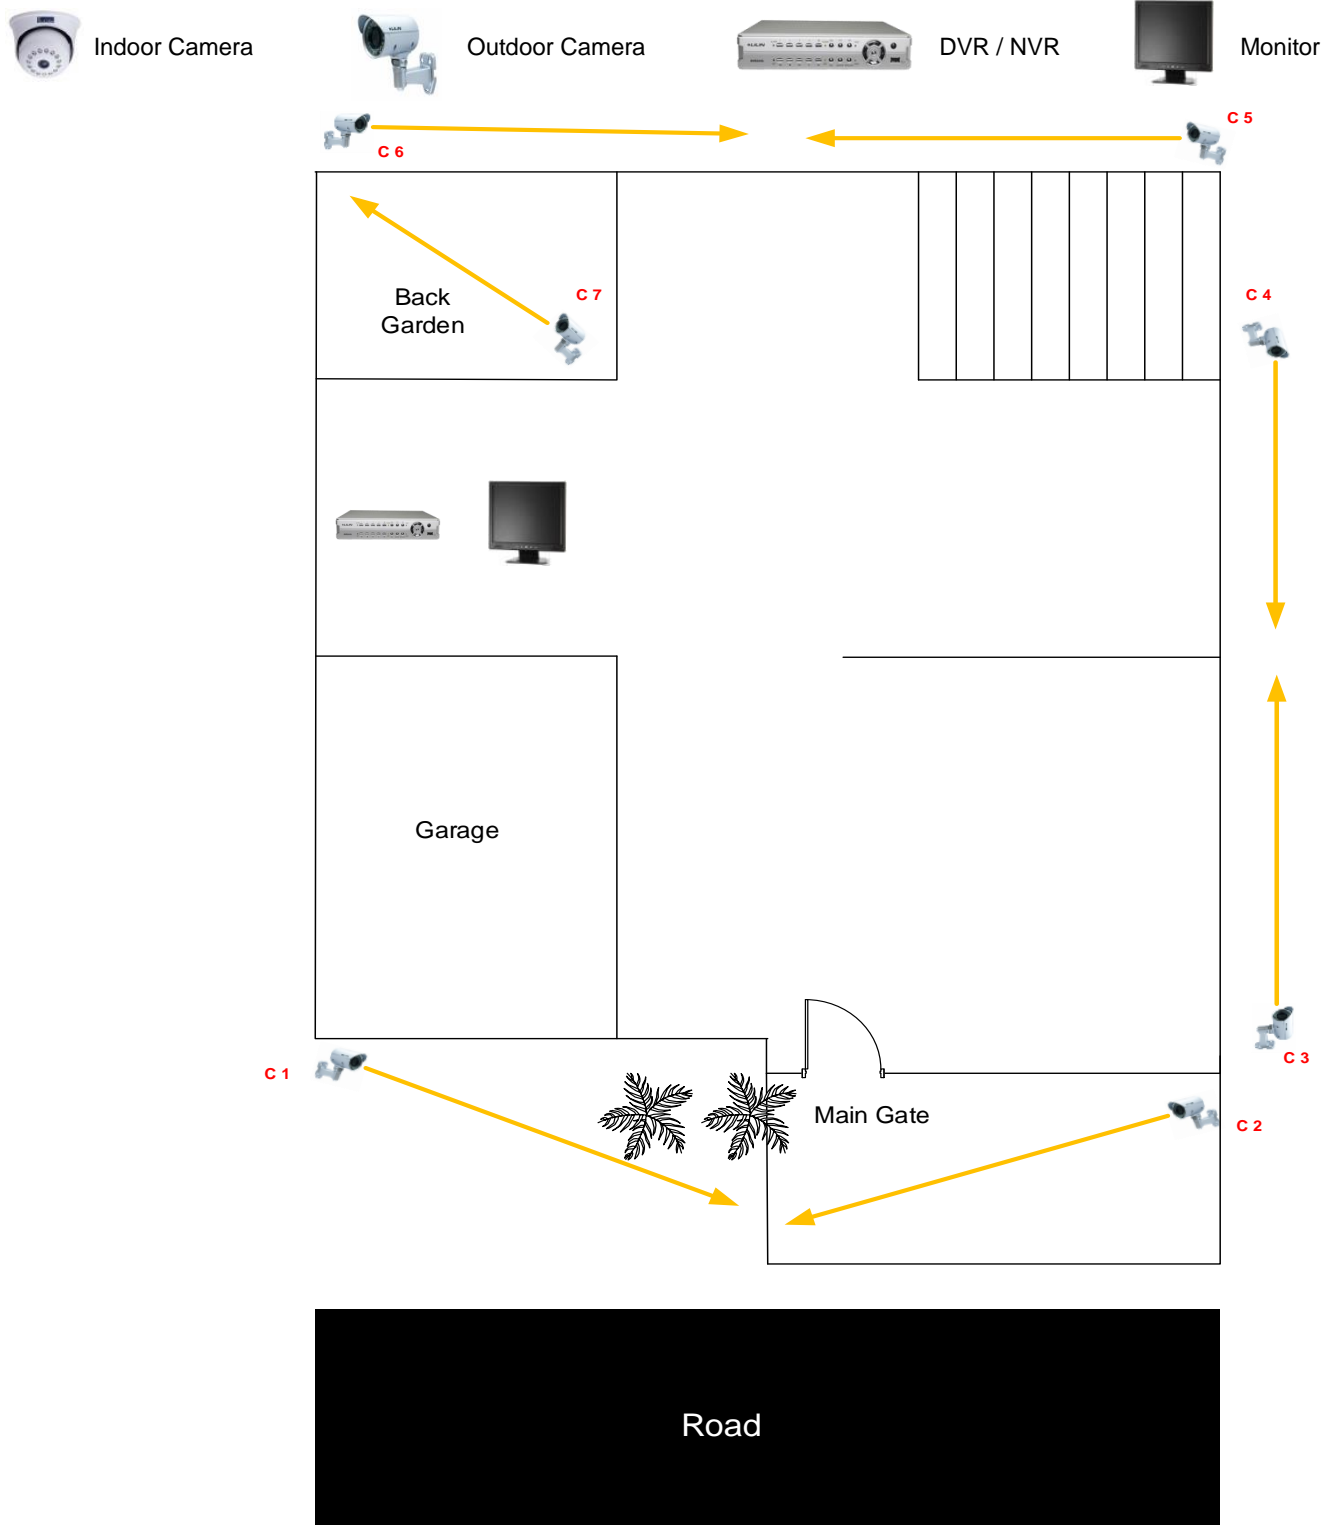 Indoor Camera
Outdoor Camera
DVR / NVR
Monitor
C 5
C 6
C 7
C 4
Back
Garden
Garage
C 3
C 1
Main Gate
C 2
Road